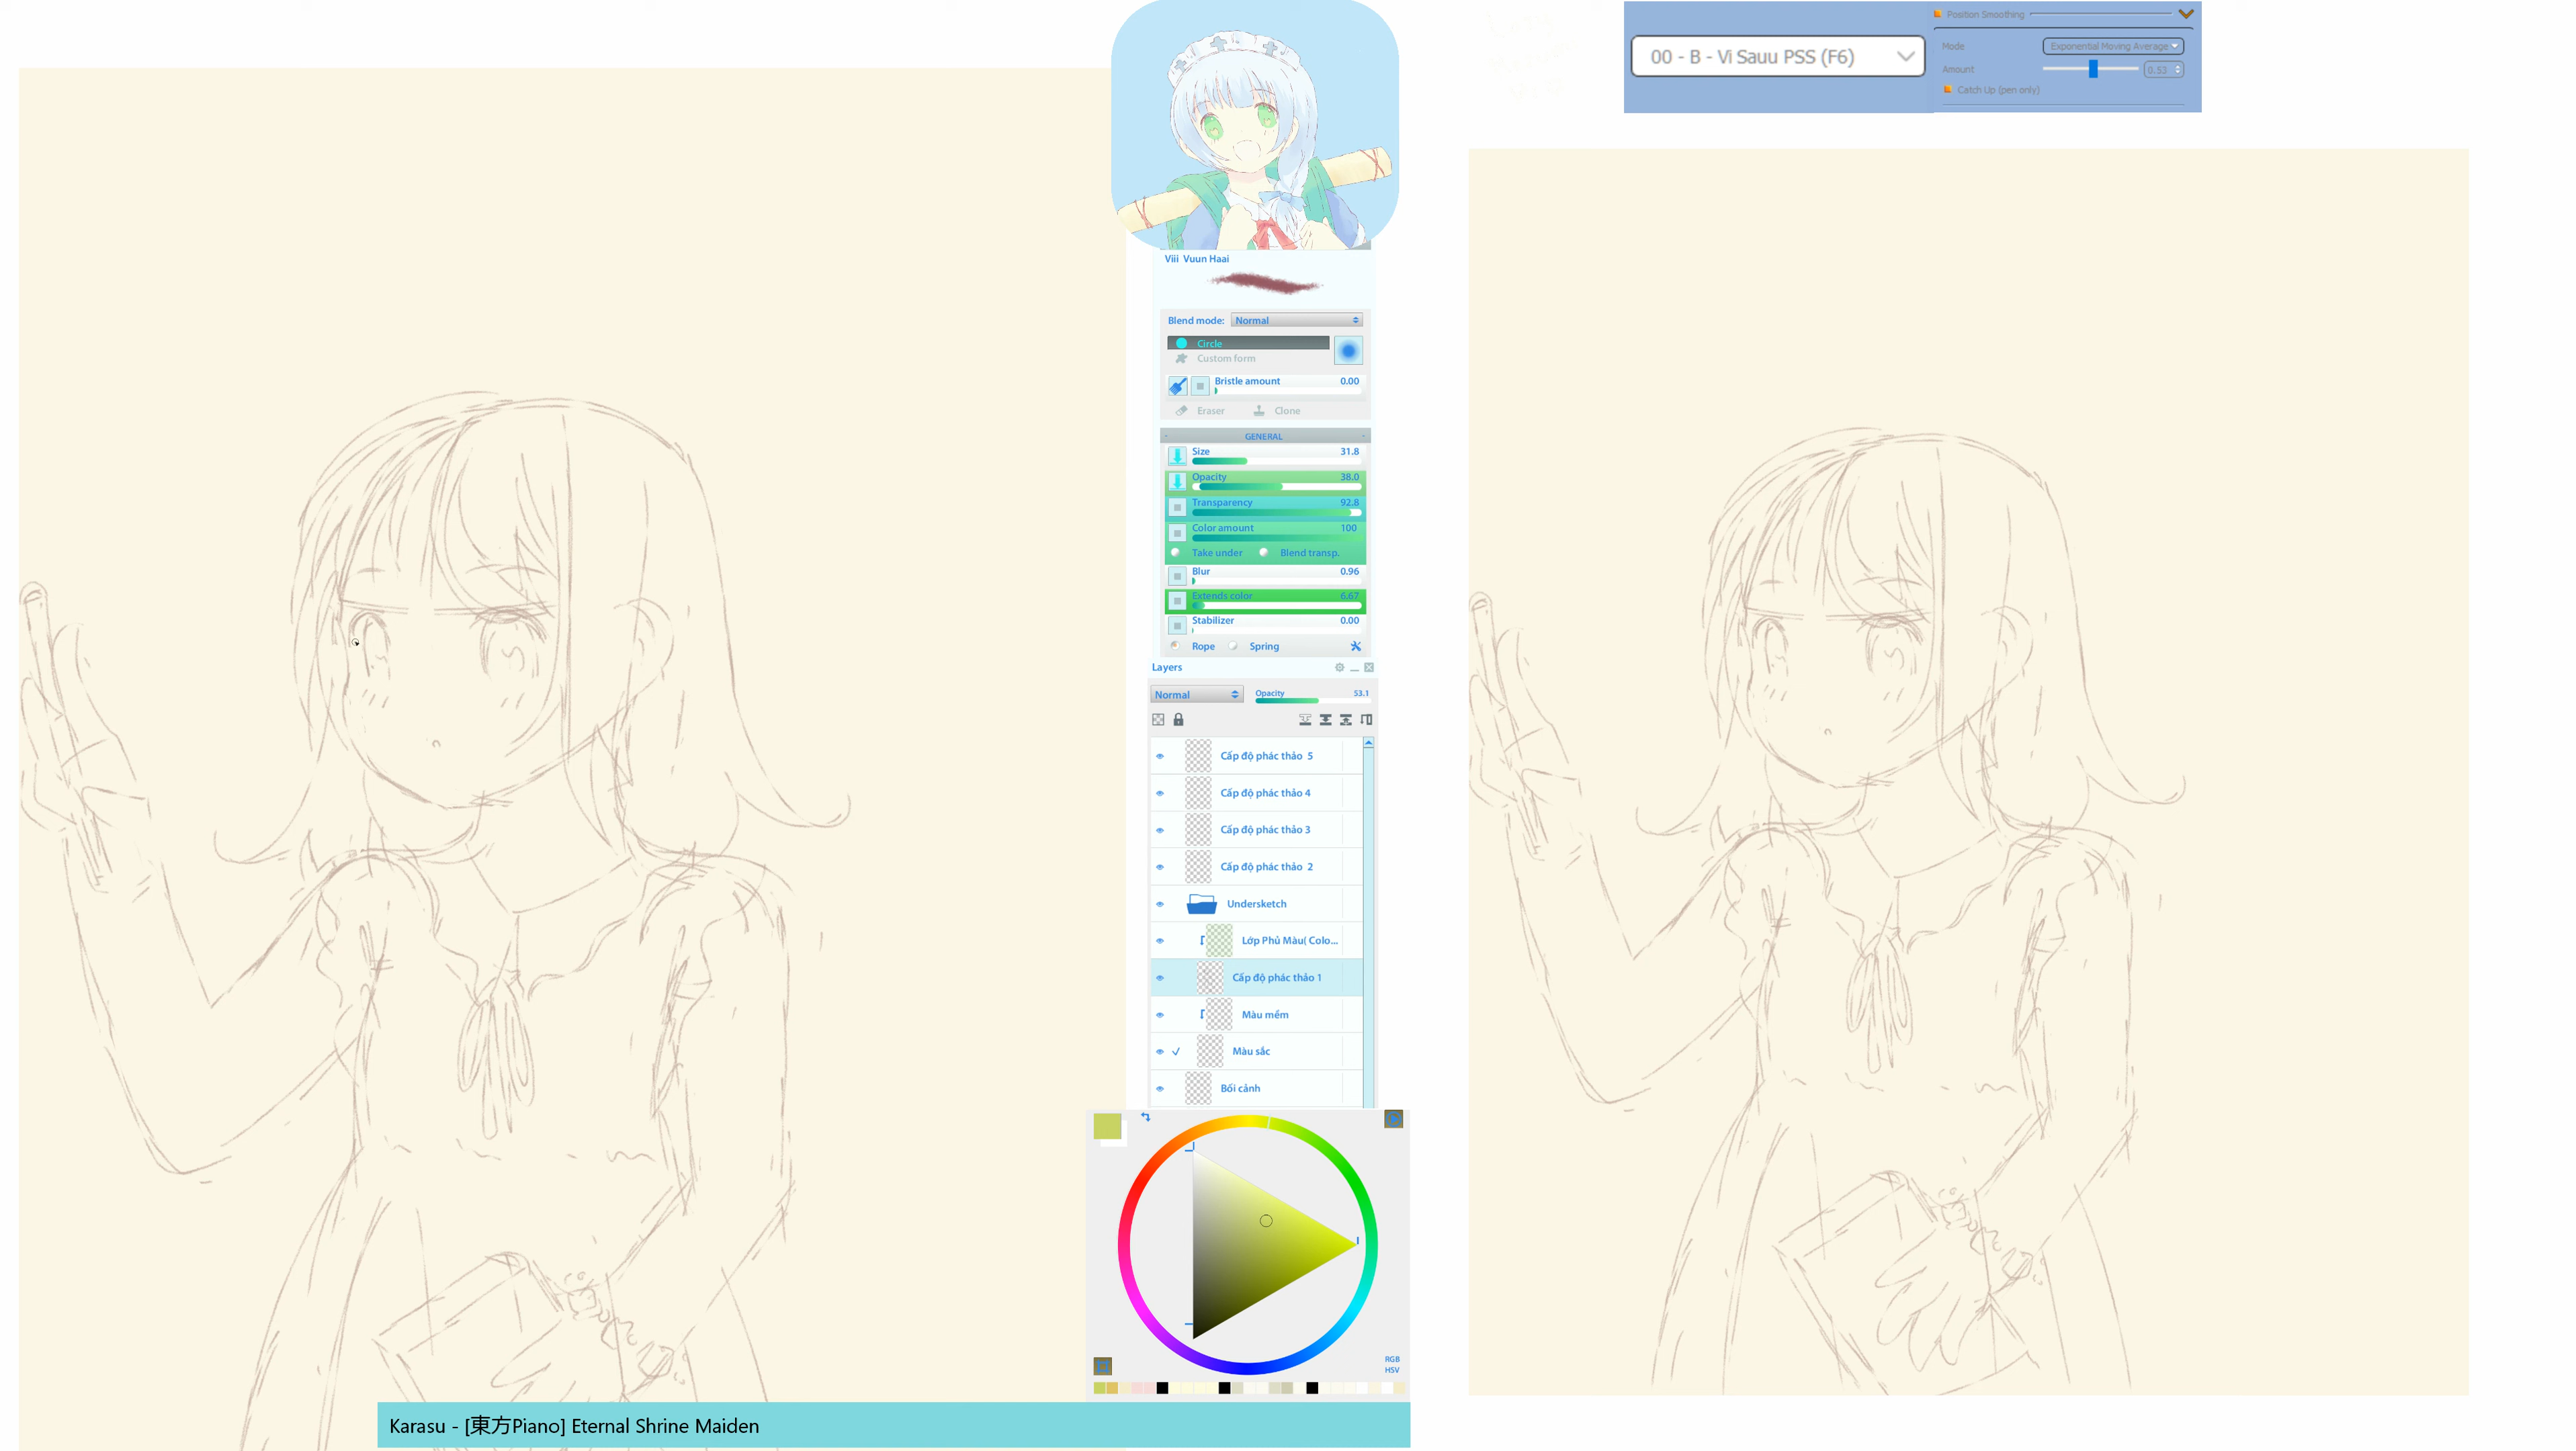 00 - B - Vi Sauu PSS (F6)
Position Smoothing
Mode
Exponential Moving Average
Amount
0.53
Catch Up (pen only)
Viii Vuun Haai
Blend mode: Normal
Circle
Custom form
Bristle amount 0.00
Eraser Clone
GENERAL
Size 31.8
Opacity 38.0
Transparency 92.8
Color amount 100
Take under Blend transp.
Blur 0.96
Extends color 6.67
Stabilizer 0.00
Rope Spring
Layers
Normal Opacity 53.1
Cấp độ phác thảo 5
Cấp độ phác thảo 4
Cấp độ phác thảo 3
Cấp độ phác thảo 2
Undersketch
Lớp Phủ Màu( Colo...
Cấp độ phác thảo 1
Màu mềm
Màu sắc
Bối cảnh
RGB
HSV
Karasu - [東方Piano] Eternal Shrine Maiden